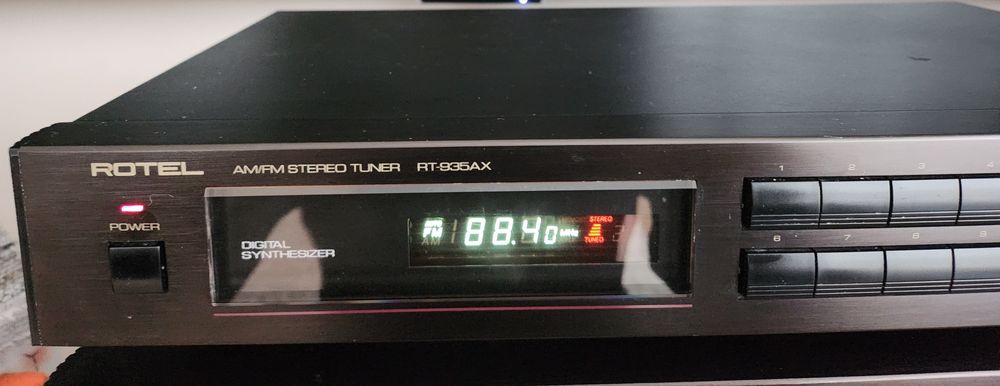 ROTEL AM/FM STEREO TUNER RT-935AX
POWER
DIGITAL
SYNTHESIZER
FM
AM
88.40 MHz
STEREO
TUNED
1 2 3 4
6 7 8 9